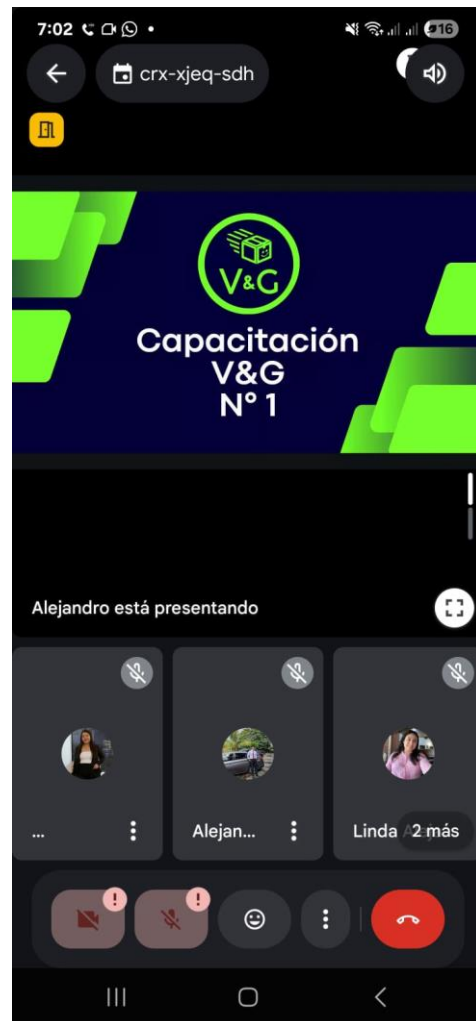 7:02
16
crx-xjeq-sdh
V&G
Capacitación
V&G
N° 1
Alejandro está presentando
...
Alejan...
Linda
2 más